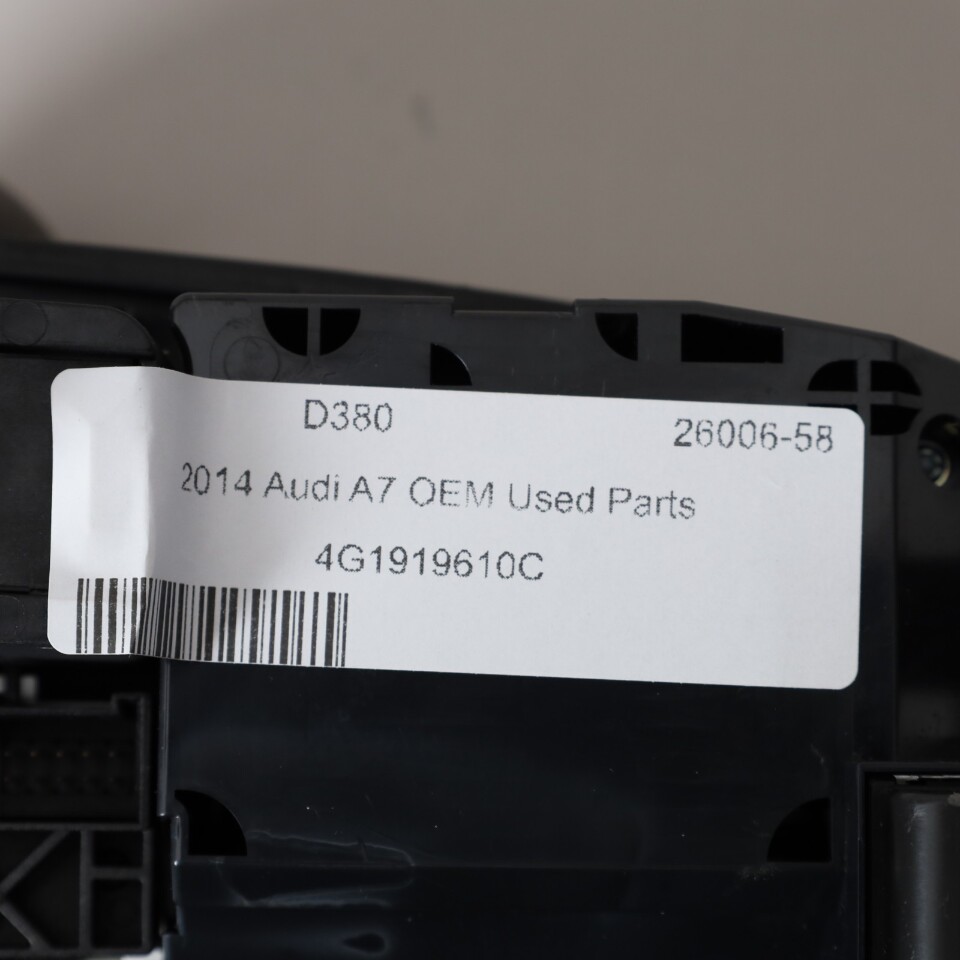 D380 26006-58
2014 Audi A7 OEM Used Parts
4G1919610C